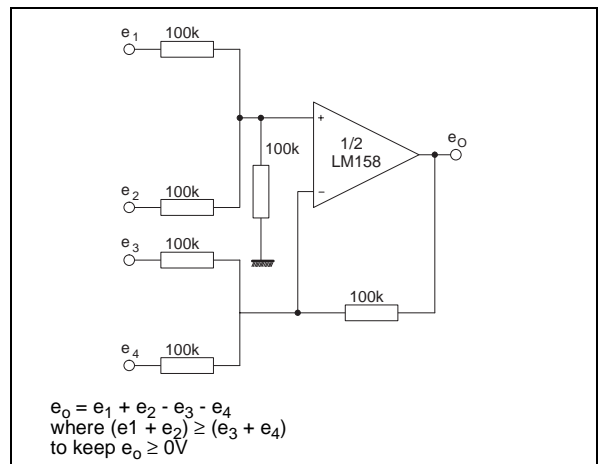 e1
100k
+
1/2
LM158
eO
100k
−
e2
100k
e3
100k
100k
e4
100k
eo = e1 + e2 - e3 - e4
where (e1 + e2) ≥ (e3 + e4)
to keep eo ≥ 0V